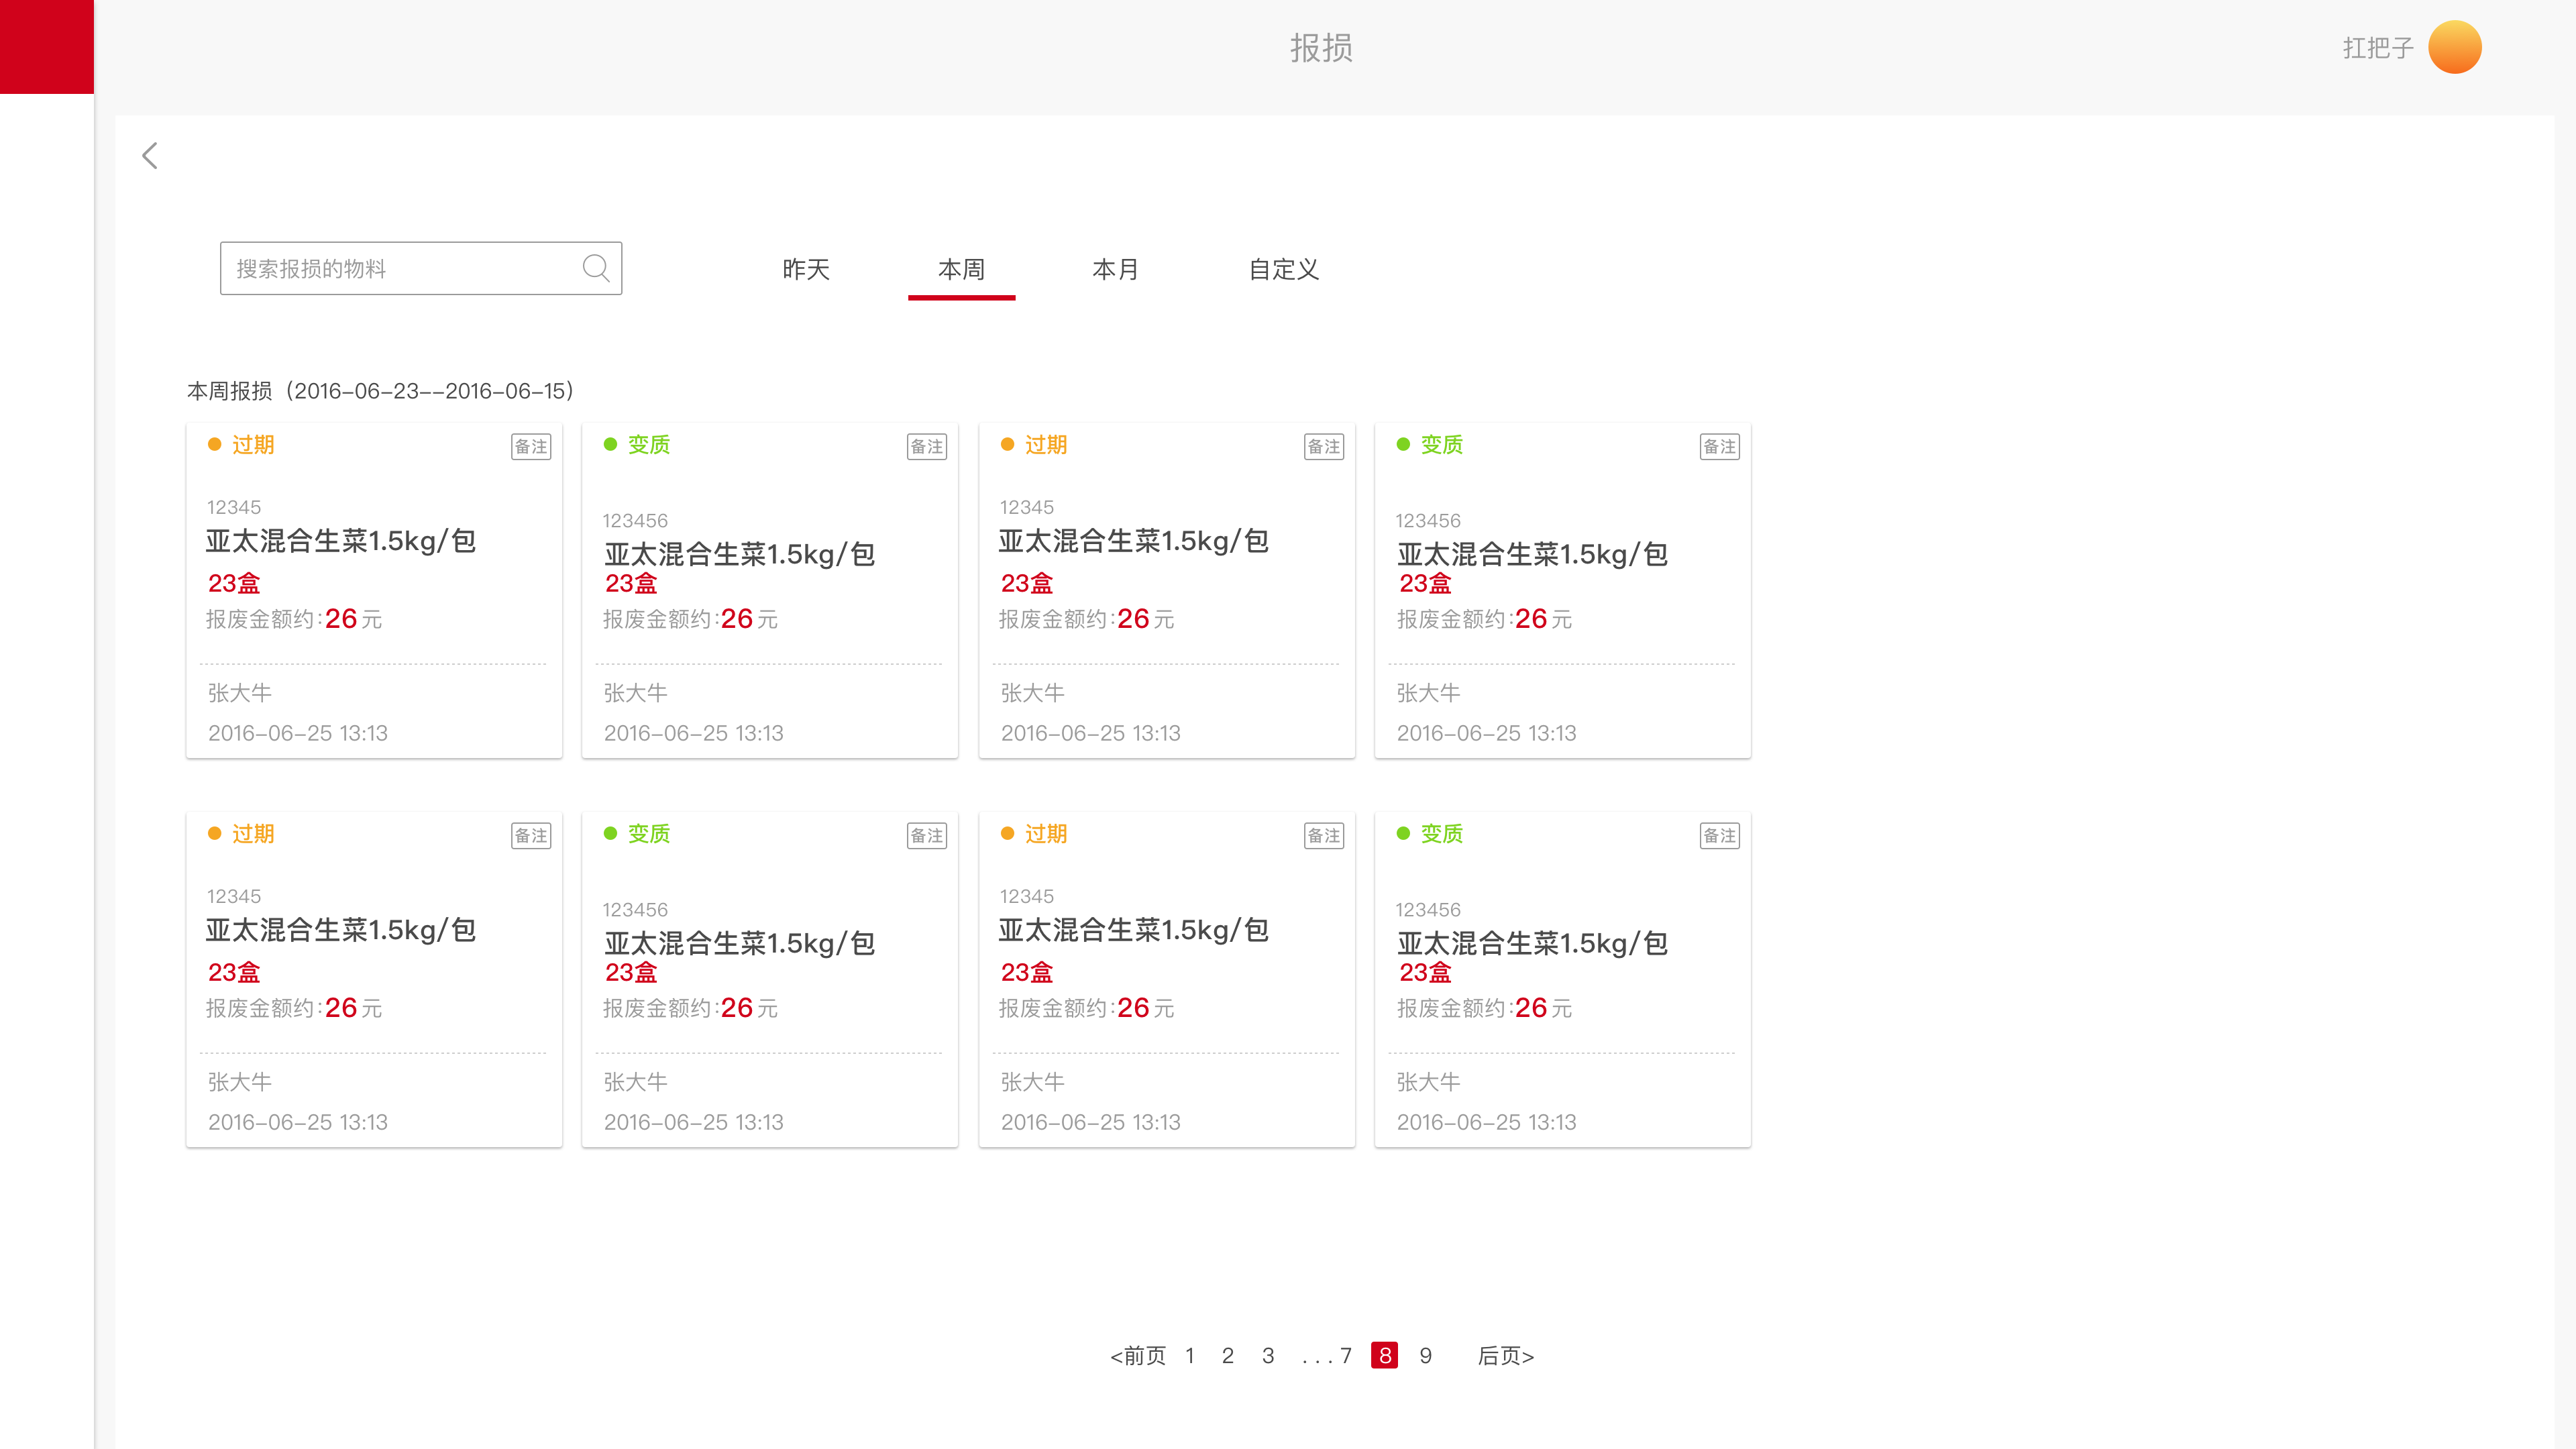 报损
扛把子
搜索报损的物料
昨天 本周 本月 自定义
本周报损（2016-06-23--2016-06-15）
过期 备注
12345
亚太混合生菜1.5kg/包
23盒
报废金额约:26元
张大牛
2016-06-25 13:13
变质 备注
123456
亚太混合生菜1.5kg/包
23盒
报废金额约:26元
张大牛
2016-06-25 13:13
过期 备注
12345
亚太混合生菜1.5kg/包
23盒
报废金额约:26元
张大牛
2016-06-25 13:13
变质 备注
123456
亚太混合生菜1.5kg/包
23盒
报废金额约:26元
张大牛
2016-06-25 13:13
过期 备注
12345
亚太混合生菜1.5kg/包
23盒
报废金额约:26元
张大牛
2016-06-25 13:13
变质 备注
123456
亚太混合生菜1.5kg/包
23盒
报废金额约:26元
张大牛
2016-06-25 13:13
过期 备注
12345
亚太混合生菜1.5kg/包
23盒
报废金额约:26元
张大牛
2016-06-25 13:13
变质 备注
123456
亚太混合生菜1.5kg/包
23盒
报废金额约:26元
张大牛
2016-06-25 13:13
<前页 1 2 3 ...7 8 9 后页>